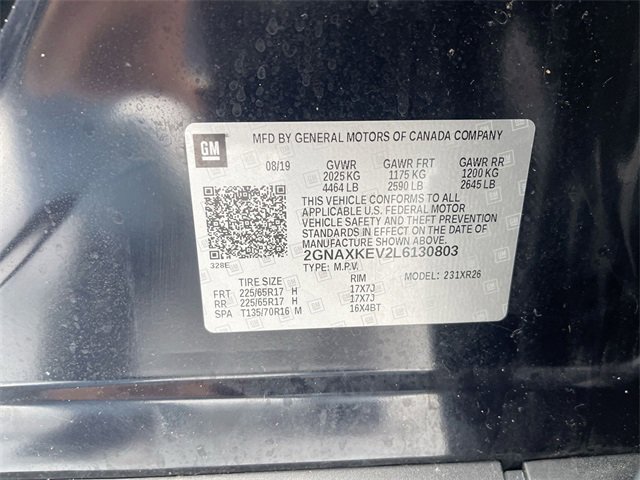 GM
MFD BY GENERAL MOTORS OF CANADA COMPANY
08/19 GVWR GAWR FRT GAWR RR
2025 KG 1175 KG 1200 KG
4464 LB 2590 LB 2645 LB
THIS VEHICLE CONFORMS TO ALL
APPLICABLE U.S. FEDERAL MOTOR
VEHICLE SAFETY AND THEFT PREVENTION
STANDARDS IN EFFECT ON THE DATE OF
MANUFACTURE SHOWN ABOVE.
2GNAXKEV2L6130803
328E
TYPE: M.P.V. MODEL: 231XR26
TIRE SIZE RIM
FRT 225/65R17 H 17X7J
RR 225/65R17 H 17X7J
SPA T135/70R16 M 16X4BT